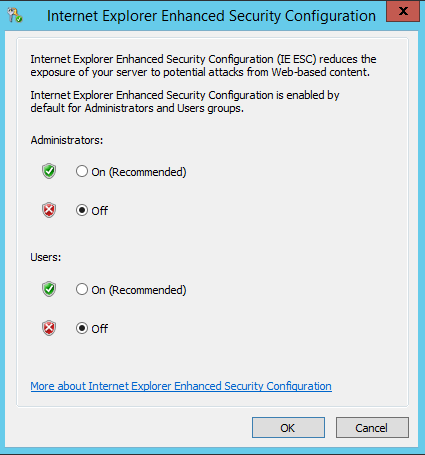 Internet Explorer Enhanced Security Configuration
Internet Explorer Enhanced Security Configuration (IE ESC) reduces the
exposure of your server to potential attacks from Web-based content.
Internet Explorer Enhanced Security Configuration is enabled by
default for Administrators and Users groups.
Administrators:
On (Recommended)
Off
Users:
On (Recommended)
Off
More about Internet Explorer Enhanced Security Configuration
OK
Cancel